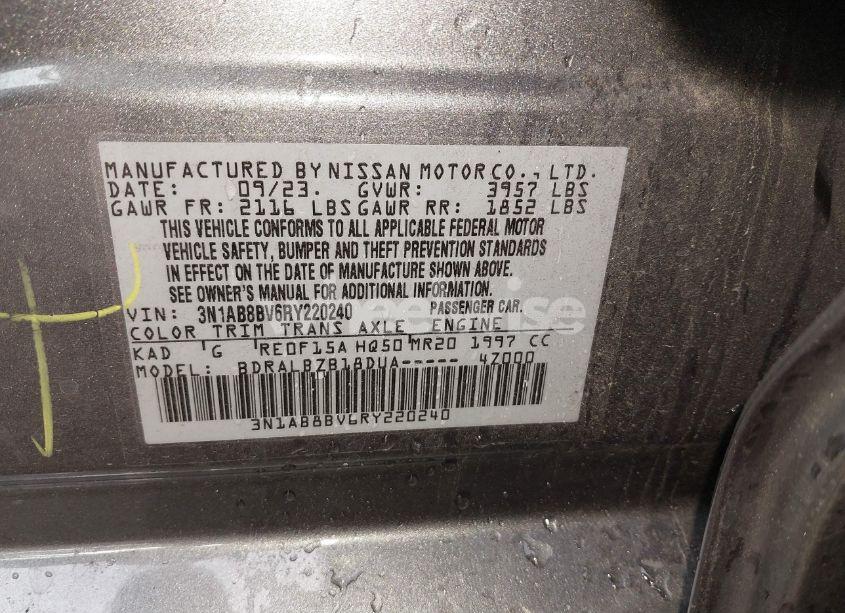 MANUFACTURED BY NISSAN MOTOR CO., LTD.
DATE: 09/23. GVWR: 3957 LBS
GAWR FR: 2116 LBS GAWR RR: 1852 LBS
THIS VEHICLE CONFORMS TO ALL APPLICABLE FEDERAL MOTOR
VEHICLE SAFETY, BUMPER AND THEFT PREVENTION STANDARDS
IN EFFECT ON THE DATE OF MANUFACTURE SHOWN ABOVE.
SEE OWNER'S MANUAL FOR ADDITIONAL INFORMATION.
VIN: 3N1AB8BV6RY220240 PASSENGER CAR.
COLOR TRIM TRANS AXLE ENGINE
KAD G RE0F15A HQ50 MR20 1997 CC
MODEL: BDRALBZB18DUA----- 4Z000
3N1AB8BV6RY220240